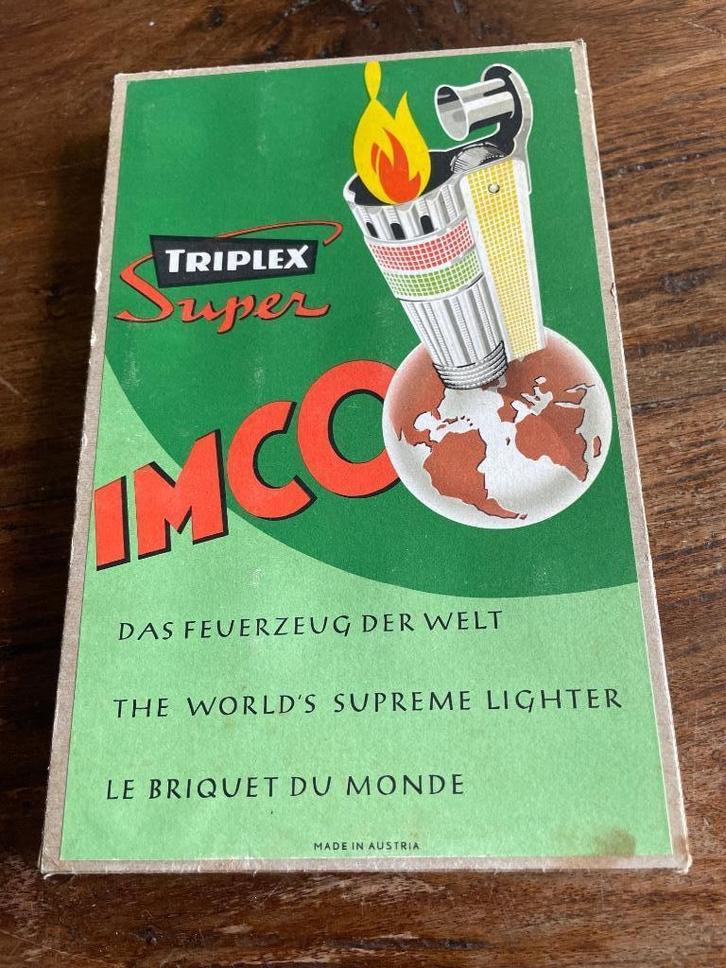 TRIPLEX
Super
IMCO
DAS FEUERZEUG DER WELT
THE WORLD'S SUPREME LIGHTER
LE BRIQUET DU MONDE
MADE IN AUSTRIA